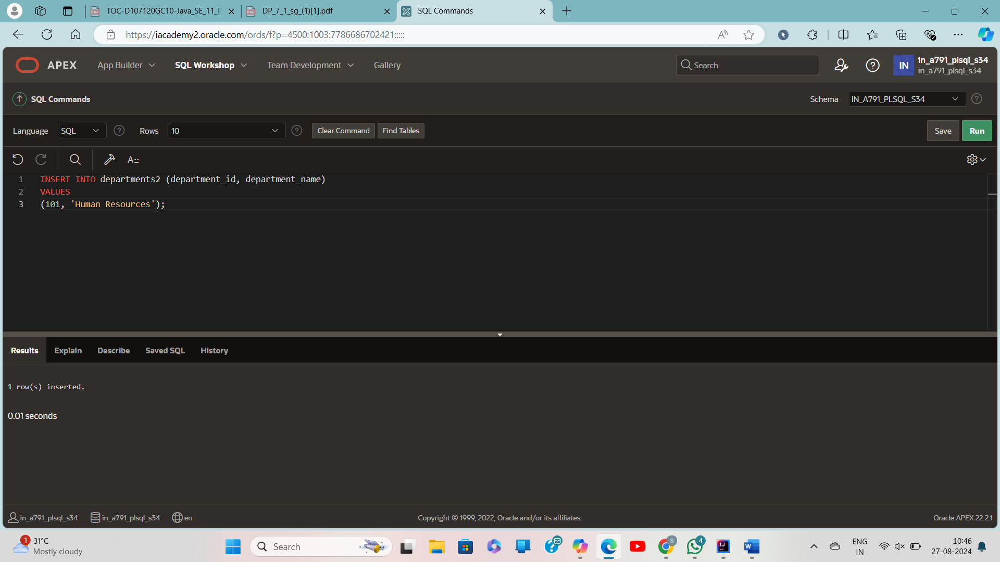 TOC-D107120GC10-Java_SE_11_P
DP_7_1_sg_(1)[1].pdf
SQL Commands
https://iacademy2.oracle.com/ords/f?p=4500:1003:7786686702421:::::
APEX
App Builder
SQL Workshop
Team Development
Gallery
Search
IN
in_a791_plsql_s34
in_a791_plsql_s34
SQL Commands
Schema
IN_A791_PLSQL_S34
Language
SQL
Rows
10
Clear Command
Find Tables
Save
Run
A::
1 INSERT INTO departments2 (department_id, department_name)
2 VALUES
3 (101, 'Human Resources');
Results
Explain
Describe
Saved SQL
History
1 row(s) inserted.
0.01 seconds
in_a791_plsql_s34
in_a791_plsql_s34
en
Copyright © 1999, 2022, Oracle and/or its affiliates.
Oracle APEX 22.2.1
1
31°C
Mostly cloudy
Search
S
4
IJ
W
ENG
IN
10:46
27-08-2024